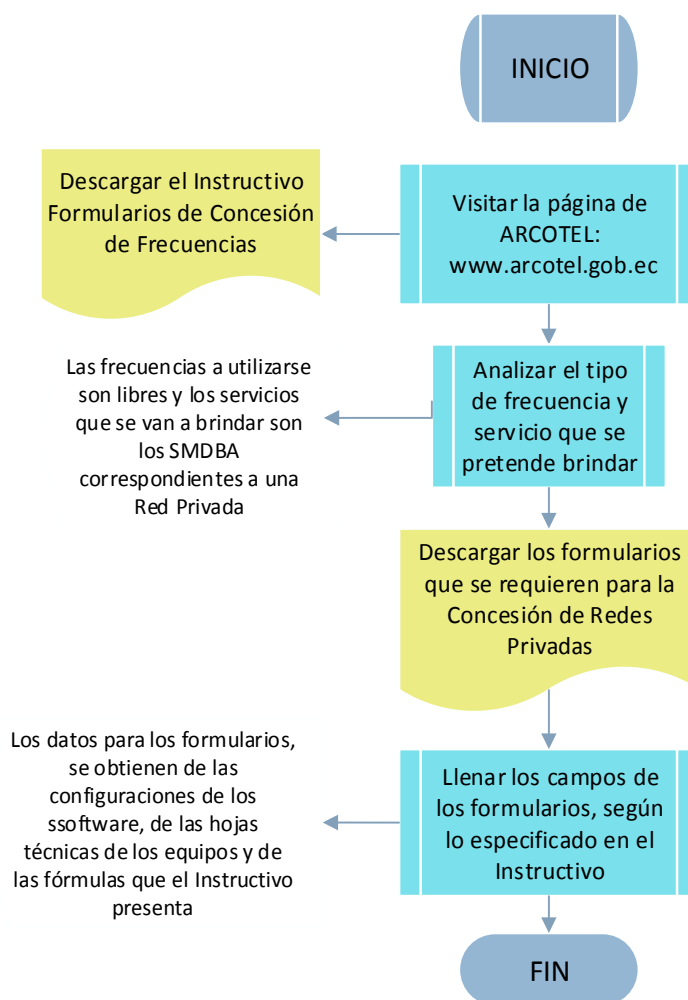 INICIO
Descargar el Instructivo
Formularios de Concesión
de Frecuencias
Visitar la página de
ARCOTEL:
www.arcotel.gob.ec
Las frecuencias a utilizarse
son libres y los servicios
que se van a brindar son
los SMDBA
correspondientes a una
Red Privada
Analizar el tipo
de frecuencia y
servicio que se
pretende brindar
Descargar los formularios
que se requieren para la
Concesión de Redes
Privadas
Los datos para los formularios,
se obtienen de las
configuraciones de los
ssoftware, de las hojas
técnicas de los equipos y de
las fórmulas que el Instructivo
presenta
Llenar los campos de
los formularios, según
lo especificado en el
Instructivo
FIN